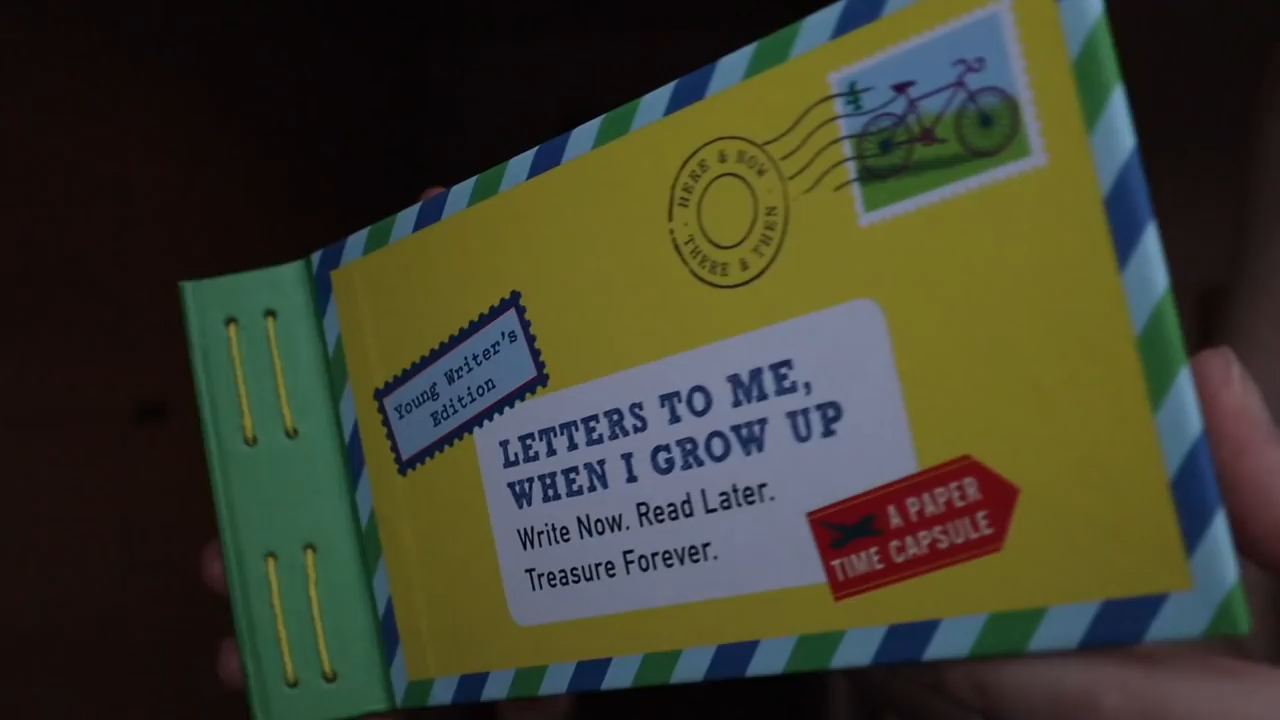 HERE & NOW
THERE & THEN
Young Writer's
Edition
LETTERS TO ME,
WHEN I GROW UP
Write Now. Read Later.
Treasure Forever.
A PAPER
TIME CAPSULE